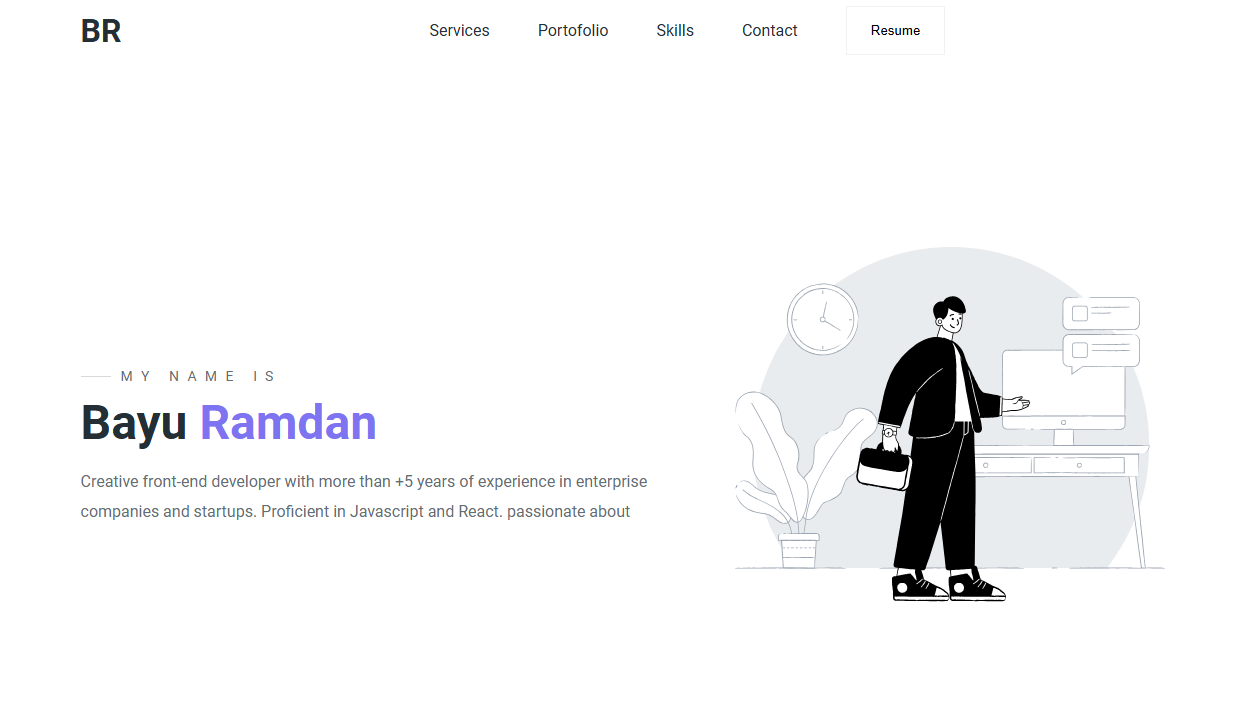 BR
Services Portofolio Skills Contact Resume
MY NAME IS
Bayu Ramdan
Creative front-end developer with more than +5 years of experience in enterprise
companies and startups. Proficient in Javascript and React. passionate about